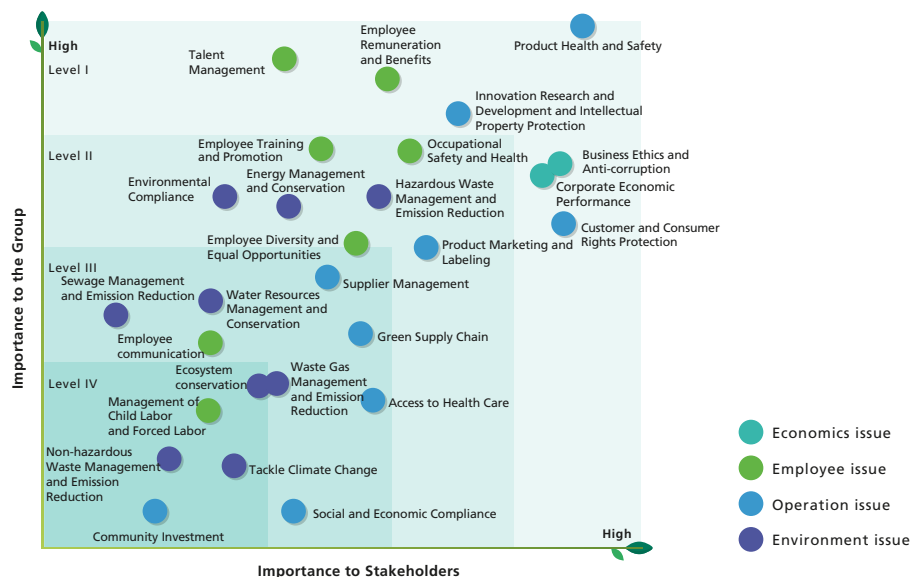 High
Level I
Talent
Management
Employee
Remuneration
and Benefits
Product Health and Safety
Innovation Research and
Development and Intellectual
Property Protection
Level II
Employee Training
and Promotion
Occupational
Safety and Health
Business Ethics and
Anti-corruption
Corporate Economic
Performance
Environmental
Compliance
Energy Management
and Conservation
Hazardous Waste
Management and
Emission Reduction
Customer and Consumer
Rights Protection
Employee Diversity and
Equal Opportunities
Product Marketing and
Labeling
Level III
Supplier Management
Sewage Management
and Emission Reduction
Water Resources
Management and
Conservation
Green Supply Chain
Employee
communication
Level IV
Ecosystem
conservation
Waste Gas
Management
and Emission
Reduction
Access to Health Care
Management of
Child Labor
and Forced Labor
Non-hazardous
Waste Management
and Emission
Reduction
Tackle Climate Change
Community Investment
Social and Economic Compliance
High
Importance to the Group
Importance to Stakeholders
Economics issue
Employee issue
Operation issue
Environment issue